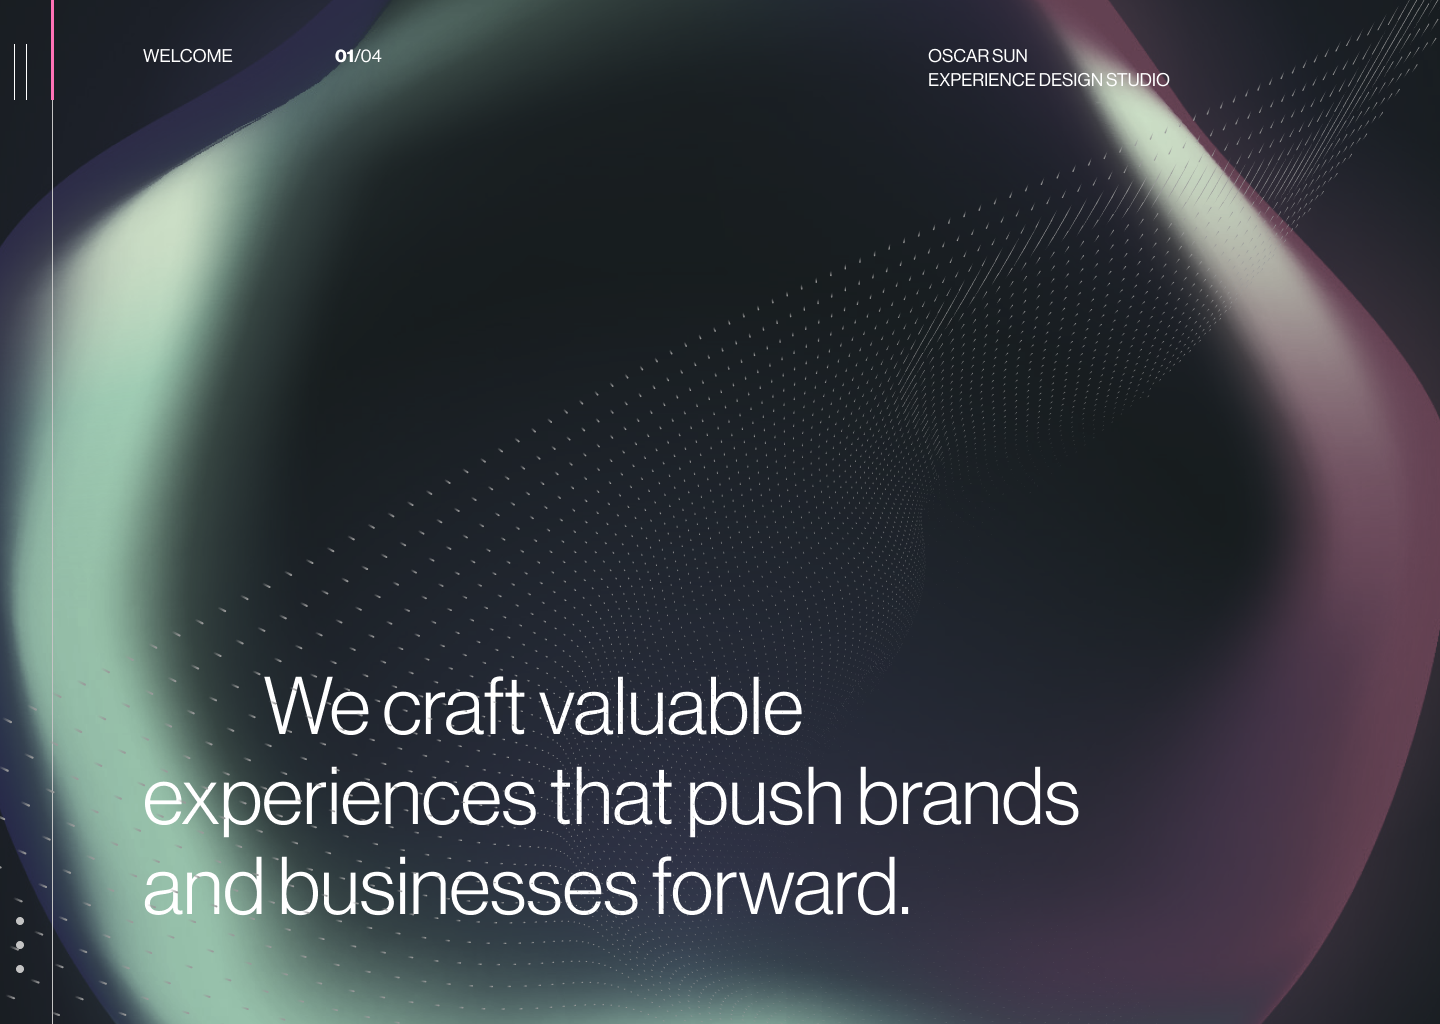 WELCOME
01/04
OSCAR SUN
EXPERIENCE DESIGN STUDIO
We craft valuable
experiences that push brands
and businesses forward.